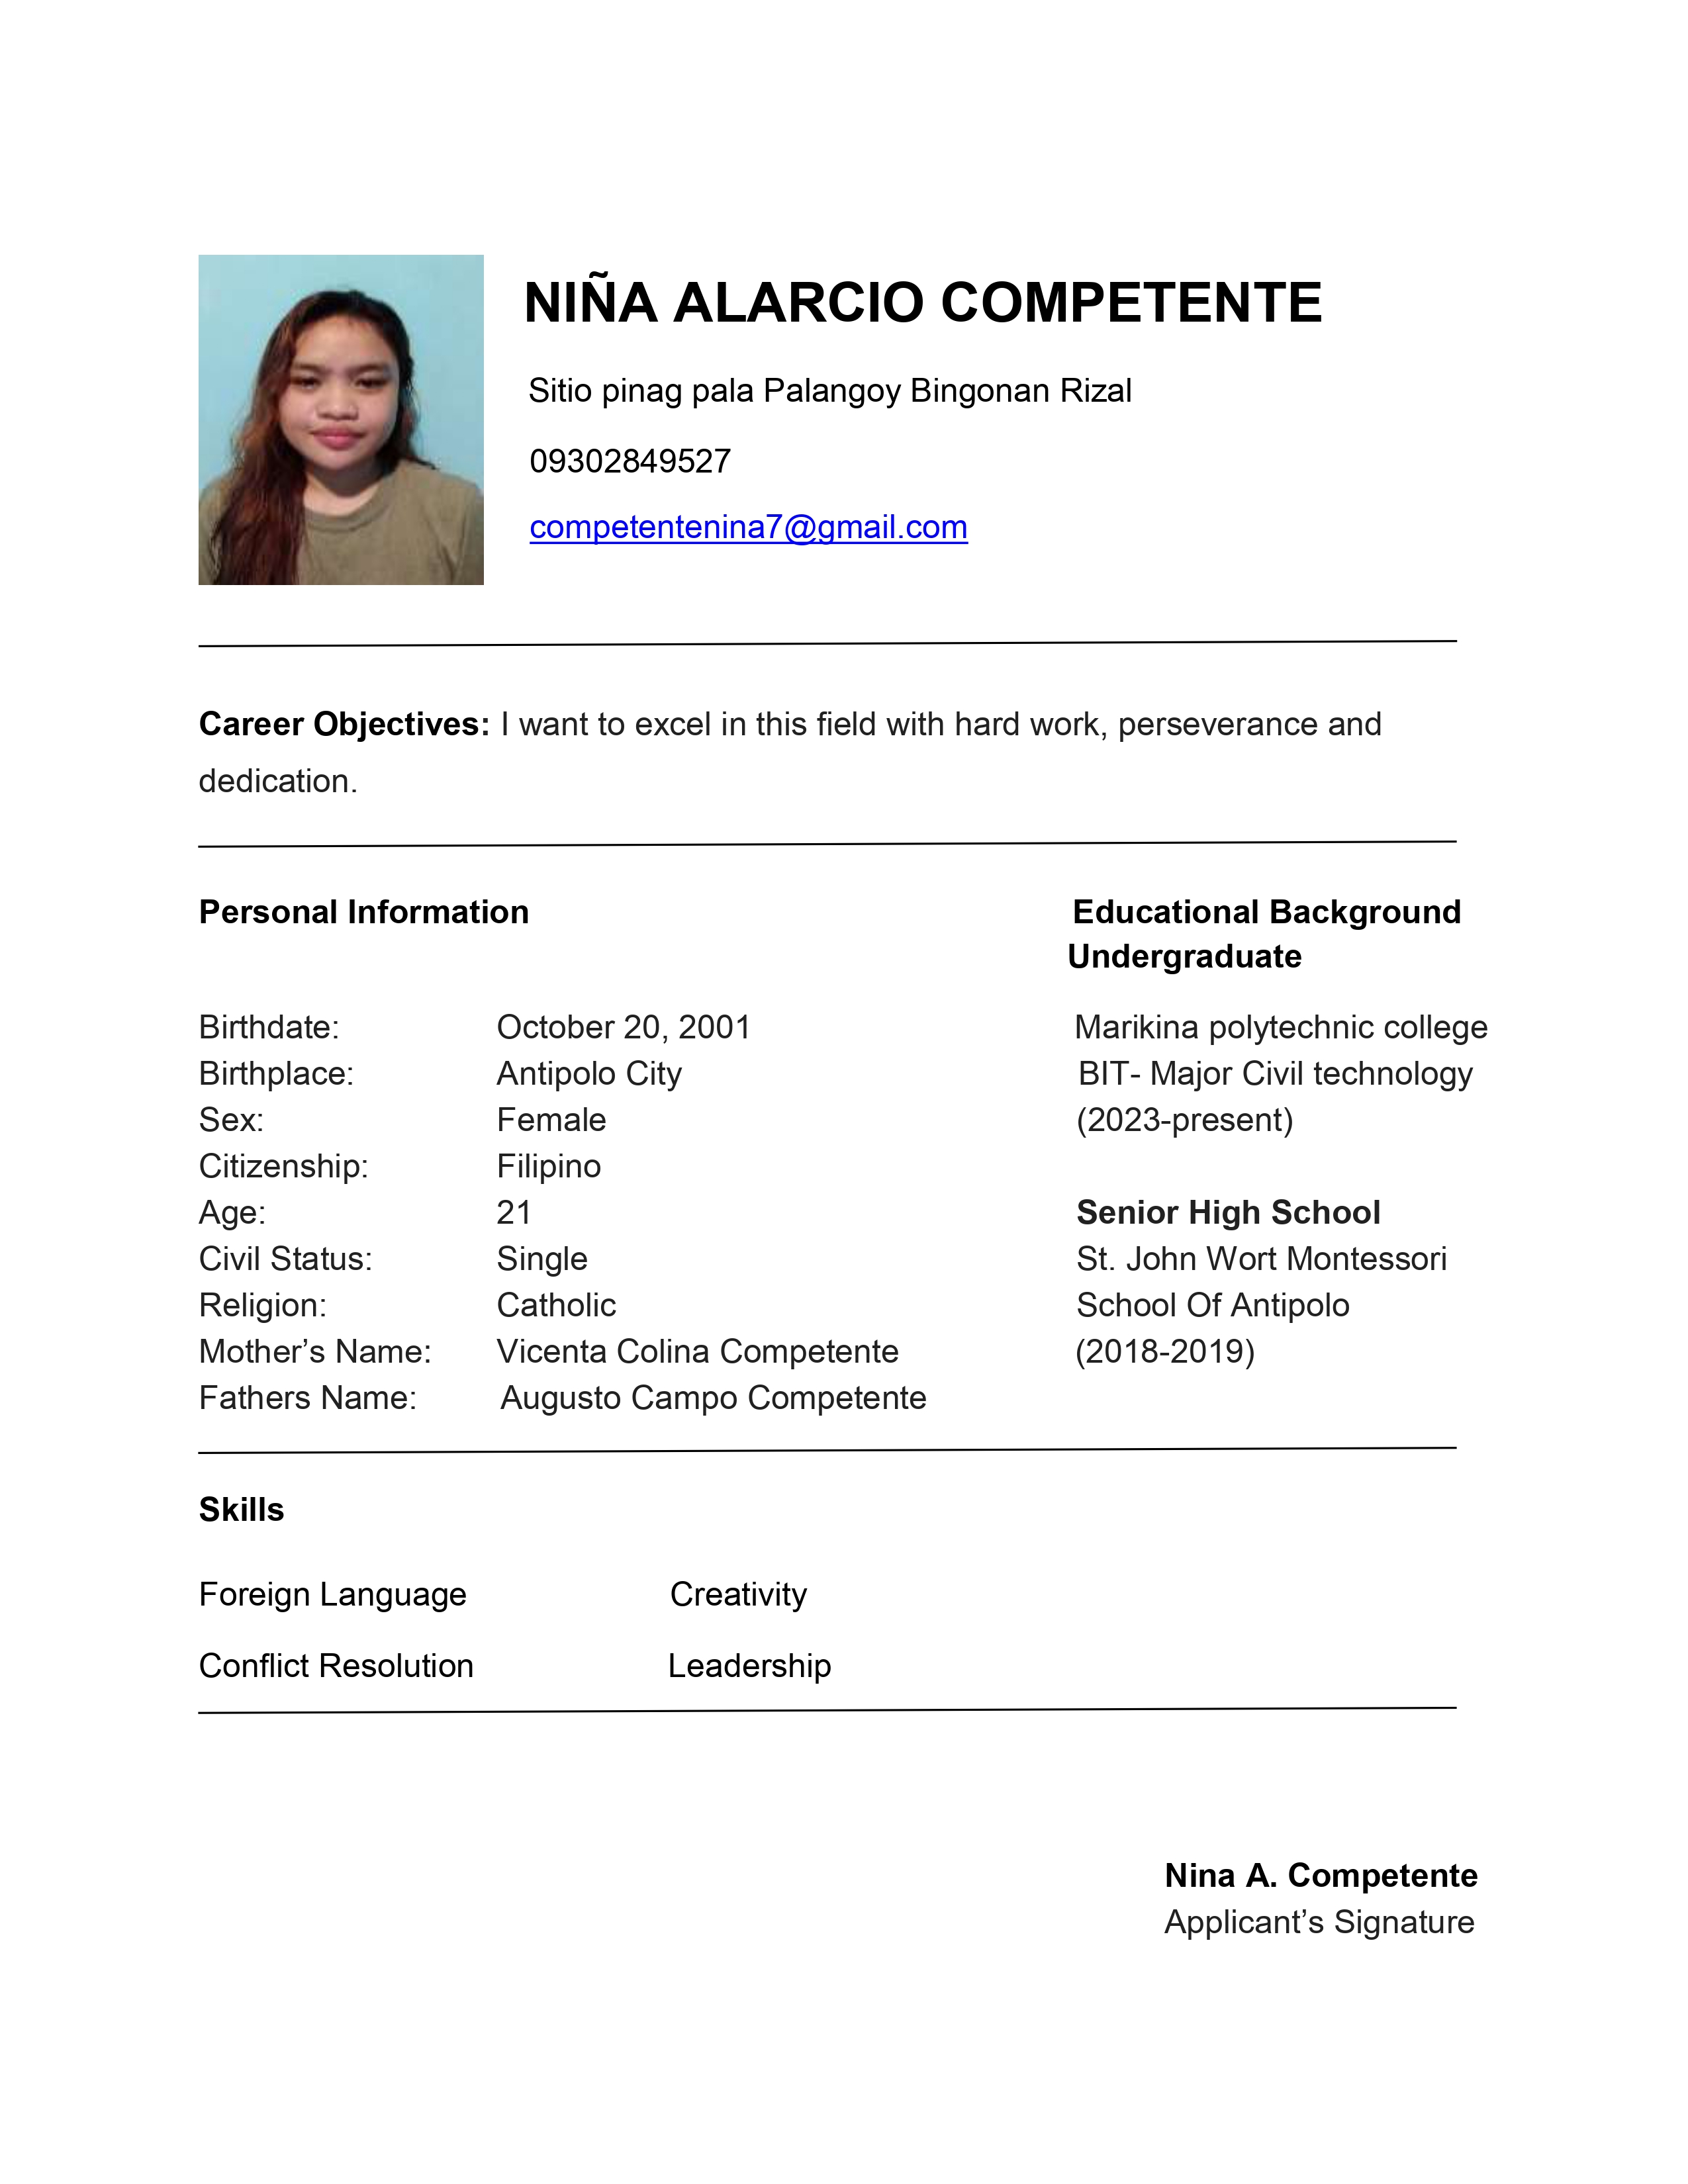 NIÑA ALARCIO COMPETENTE
Sitio pinag pala Palangoy Bingonan Rizal
09302849527
competentenina7@gmail.com
Career Objectives: I want to excel in this field with hard work, perseverance and
dedication.
Personal Information
Birthdate: October 20, 2001
Birthplace: Antipolo City
Sex: Female
Citizenship: Filipino
Age: 21
Civil Status: Single
Religion: Catholic
Mother’s Name: Vicenta Colina Competente
Fathers Name: Augusto Campo Competente
Educational Background
Undergraduate
Marikina polytechnic college
BIT- Major Civil technology
(2023-present)
Senior High School
St. John Wort Montessori
School Of Antipolo
(2018-2019)
Skills
Foreign Language Creativity
Conflict Resolution Leadership
Nina A. Competente
Applicant’s Signature